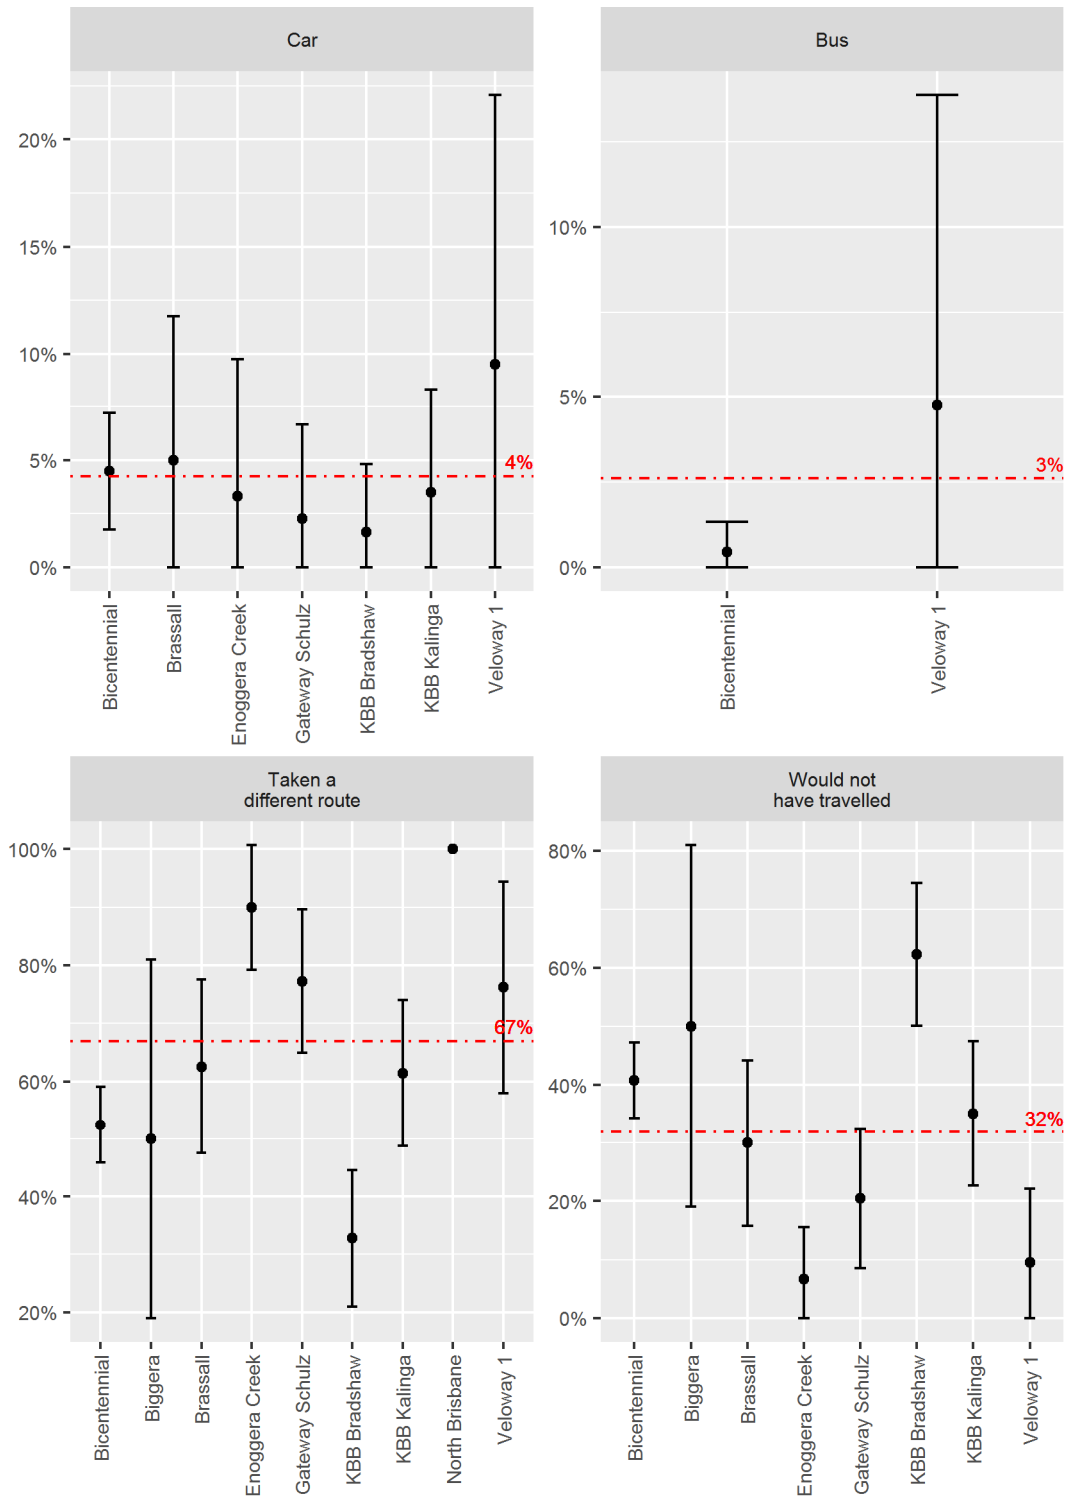 Car
20%
15%
10%
5%
0%
4%
Bicentennial
Brassall
Enoggera Creek
Gateway Schulz
KBB Bradshaw
KBB Kalinga
Veloway 1
Bus
10%
5%
0%
3%
Bicentennial
Veloway 1
Taken a
different route
100%
80%
60%
40%
20%
67%
Bicentennial
Biggera
Brassall
Enoggera Creek
Gateway Schulz
KBB Bradshaw
KBB Kalinga
North Brisbane
Veloway 1
Would not
have travelled
80%
60%
40%
20%
0%
32%
Bicentennial
Biggera
Brassall
Enoggera Creek
Gateway Schulz
KBB Bradshaw
KBB Kalinga
Veloway 1